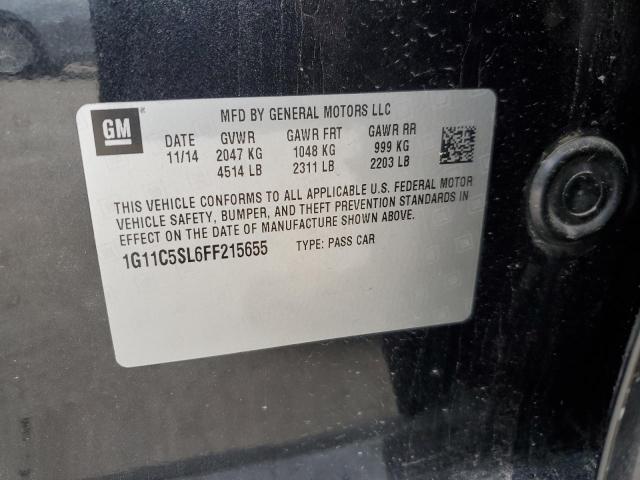 GM
MFD BY GENERAL MOTORS LLC
DATE GVWR GAWR FRT GAWR RR
11/14 2047 KG 1048 KG 999 KG
4514 LB 2311 LB 2203 LB
THIS VEHICLE CONFORMS TO ALL APPLICABLE U.S. FEDERAL MOTOR
VEHICLE SAFETY, BUMPER, AND THEFT PREVENTION STANDARDS IN
EFFECT ON THE DATE OF MANUFACTURE SHOWN ABOVE.
1G11C5SL6FF215655 TYPE: PASS CAR